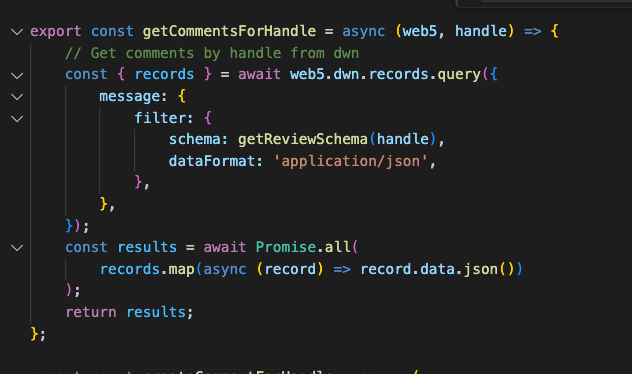 export const getCommentsForHandle = async (web5, handle) => {
    // Get comments by handle from dwn
    const { records } = await web5.dwn.records.query({
        message: {
            filter: {
                schema: getReviewSchema(handle),
                dataFormat: 'application/json',
            },
        },
    });
    const results = await Promise.all(
        records.map(async (record) => record.data.json())
    );
    return results;
};